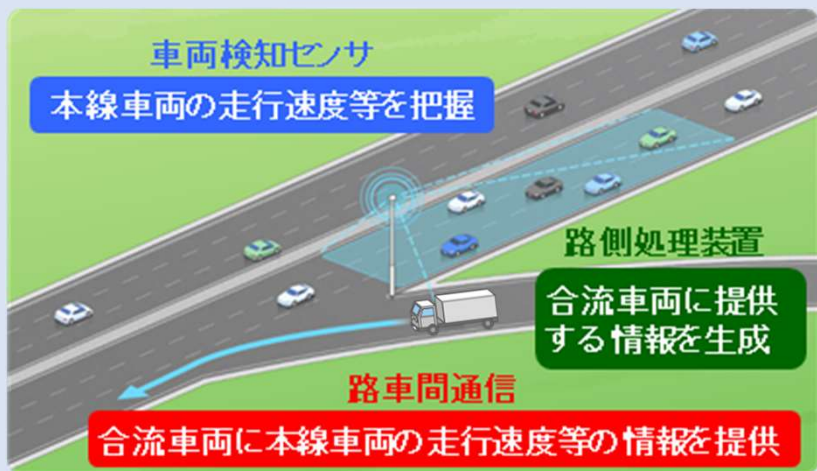 車両検知センサ
本線車両の走行速度等を把握
路側処理装置
合流車両に提供
する情報を生成
路車間通信
合流車両に本線車両の走行速度等の情報を提供